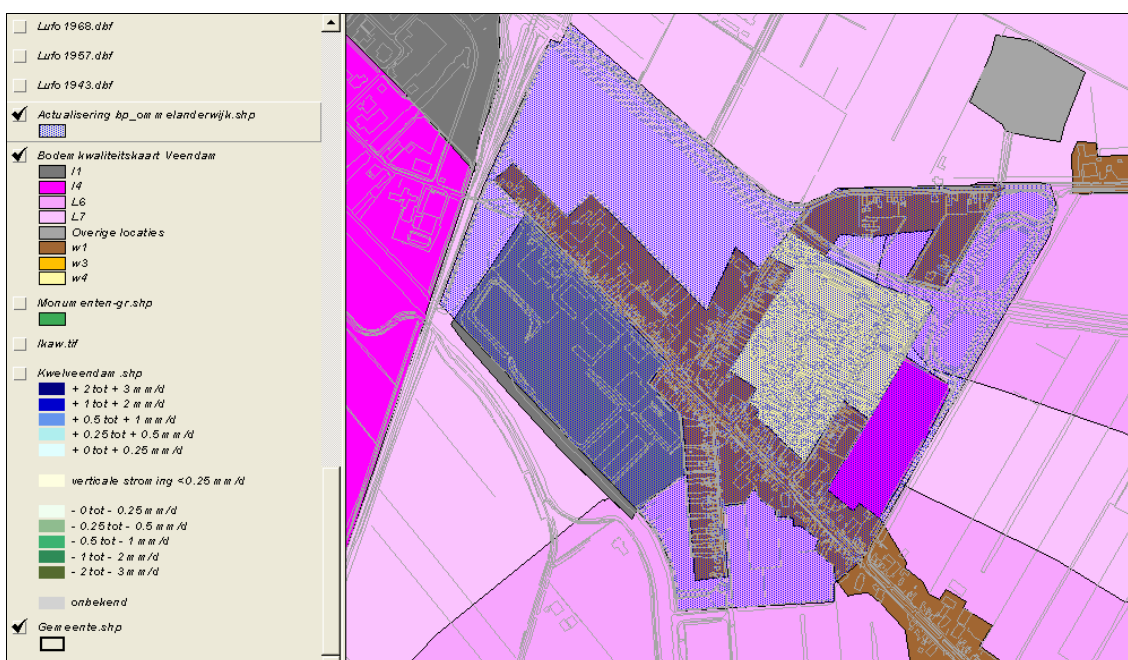 Lufo 1968.dbf
Lufo 1957.dbf
Lufo 1943.dbf
Actualisering bp_ommelanderwijk.shp
Bodemkwaliteitskaart Veendam
I1
I4
L6
L7
Overige locaties
w1
w3
w4
Monumenten-gr.shp
Ikaw.tif
Kwelveendam.shp
+ 2 tot + 3 mm/d
+ 1 tot + 2 mm/d
+ 0.5 tot + 1 mm/d
+ 0.25 tot + 0.5 mm/d
+ 0 tot + 0.25 mm/d
verticale stroming <0.25 mm/d
- 0 tot - 0.25 mm/d
- 0.25 tot - 0.5 mm/d
- 0.5 tot - 1 mm/d
- 1 tot - 2 mm/d
- 2 tot - 3 mm/d
onbekend
Gemeente.shp